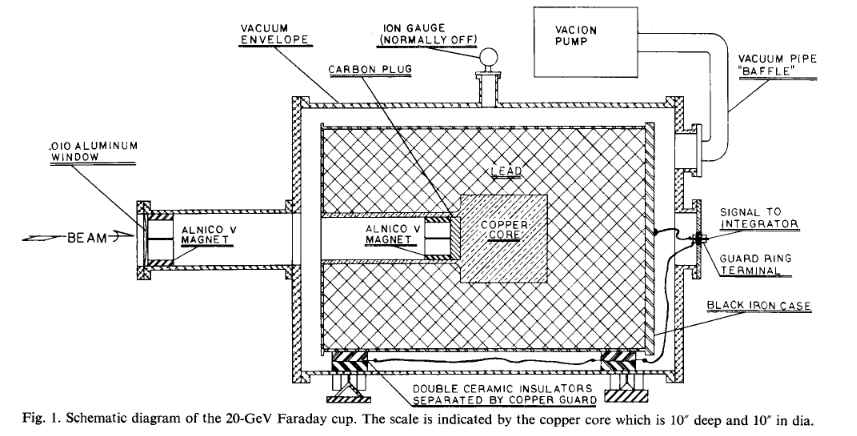 VACUUM
ENVELOPE
ION GAUGE
(NORMALLY OFF)
VACION
PUMP
VACUUM PIPE
"BAFFLE"
CARBON PLUG
.010 ALUMINUM
WINDOW
LEAD
BEAM
ALNICO V
MAGNET
ALNICO V
MAGNET
COPPER
CORE
SIGNAL TO
INTEGRATOR
GUARD RING
TERMINAL
BLACK IRON CASE
DOUBLE CERAMIC INSULATORS
SEPARATED BY COPPER GUARD
Fig. 1. Schematic diagram of the 20-GeV Faraday cup. The scale is indicated by the copper core which is 10″ deep and 10″ in dia.